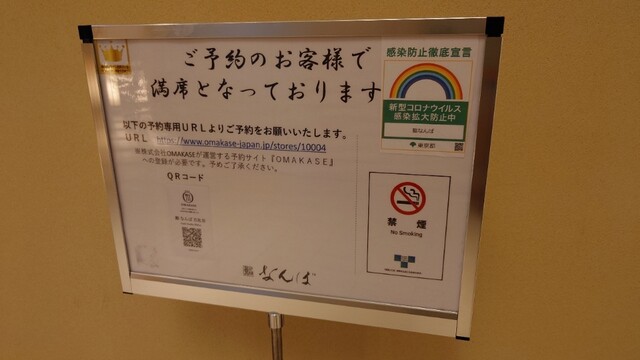 ご予約のお客様で
満席となっております
以下の予約専用URLよりご予約をお願いいたします。
URL https://www.omakase-japan.jp/stores/10004
※株式会社OMAKASEが運営する予約サイト『OMAKASE』
への登録が必要です。予めご了承ください。
QRコード
なんば
感染防止徹底宣言
新型コロナウイルス
感染拡大防止中
鮨なんば
東京都
禁煙
No Smoking